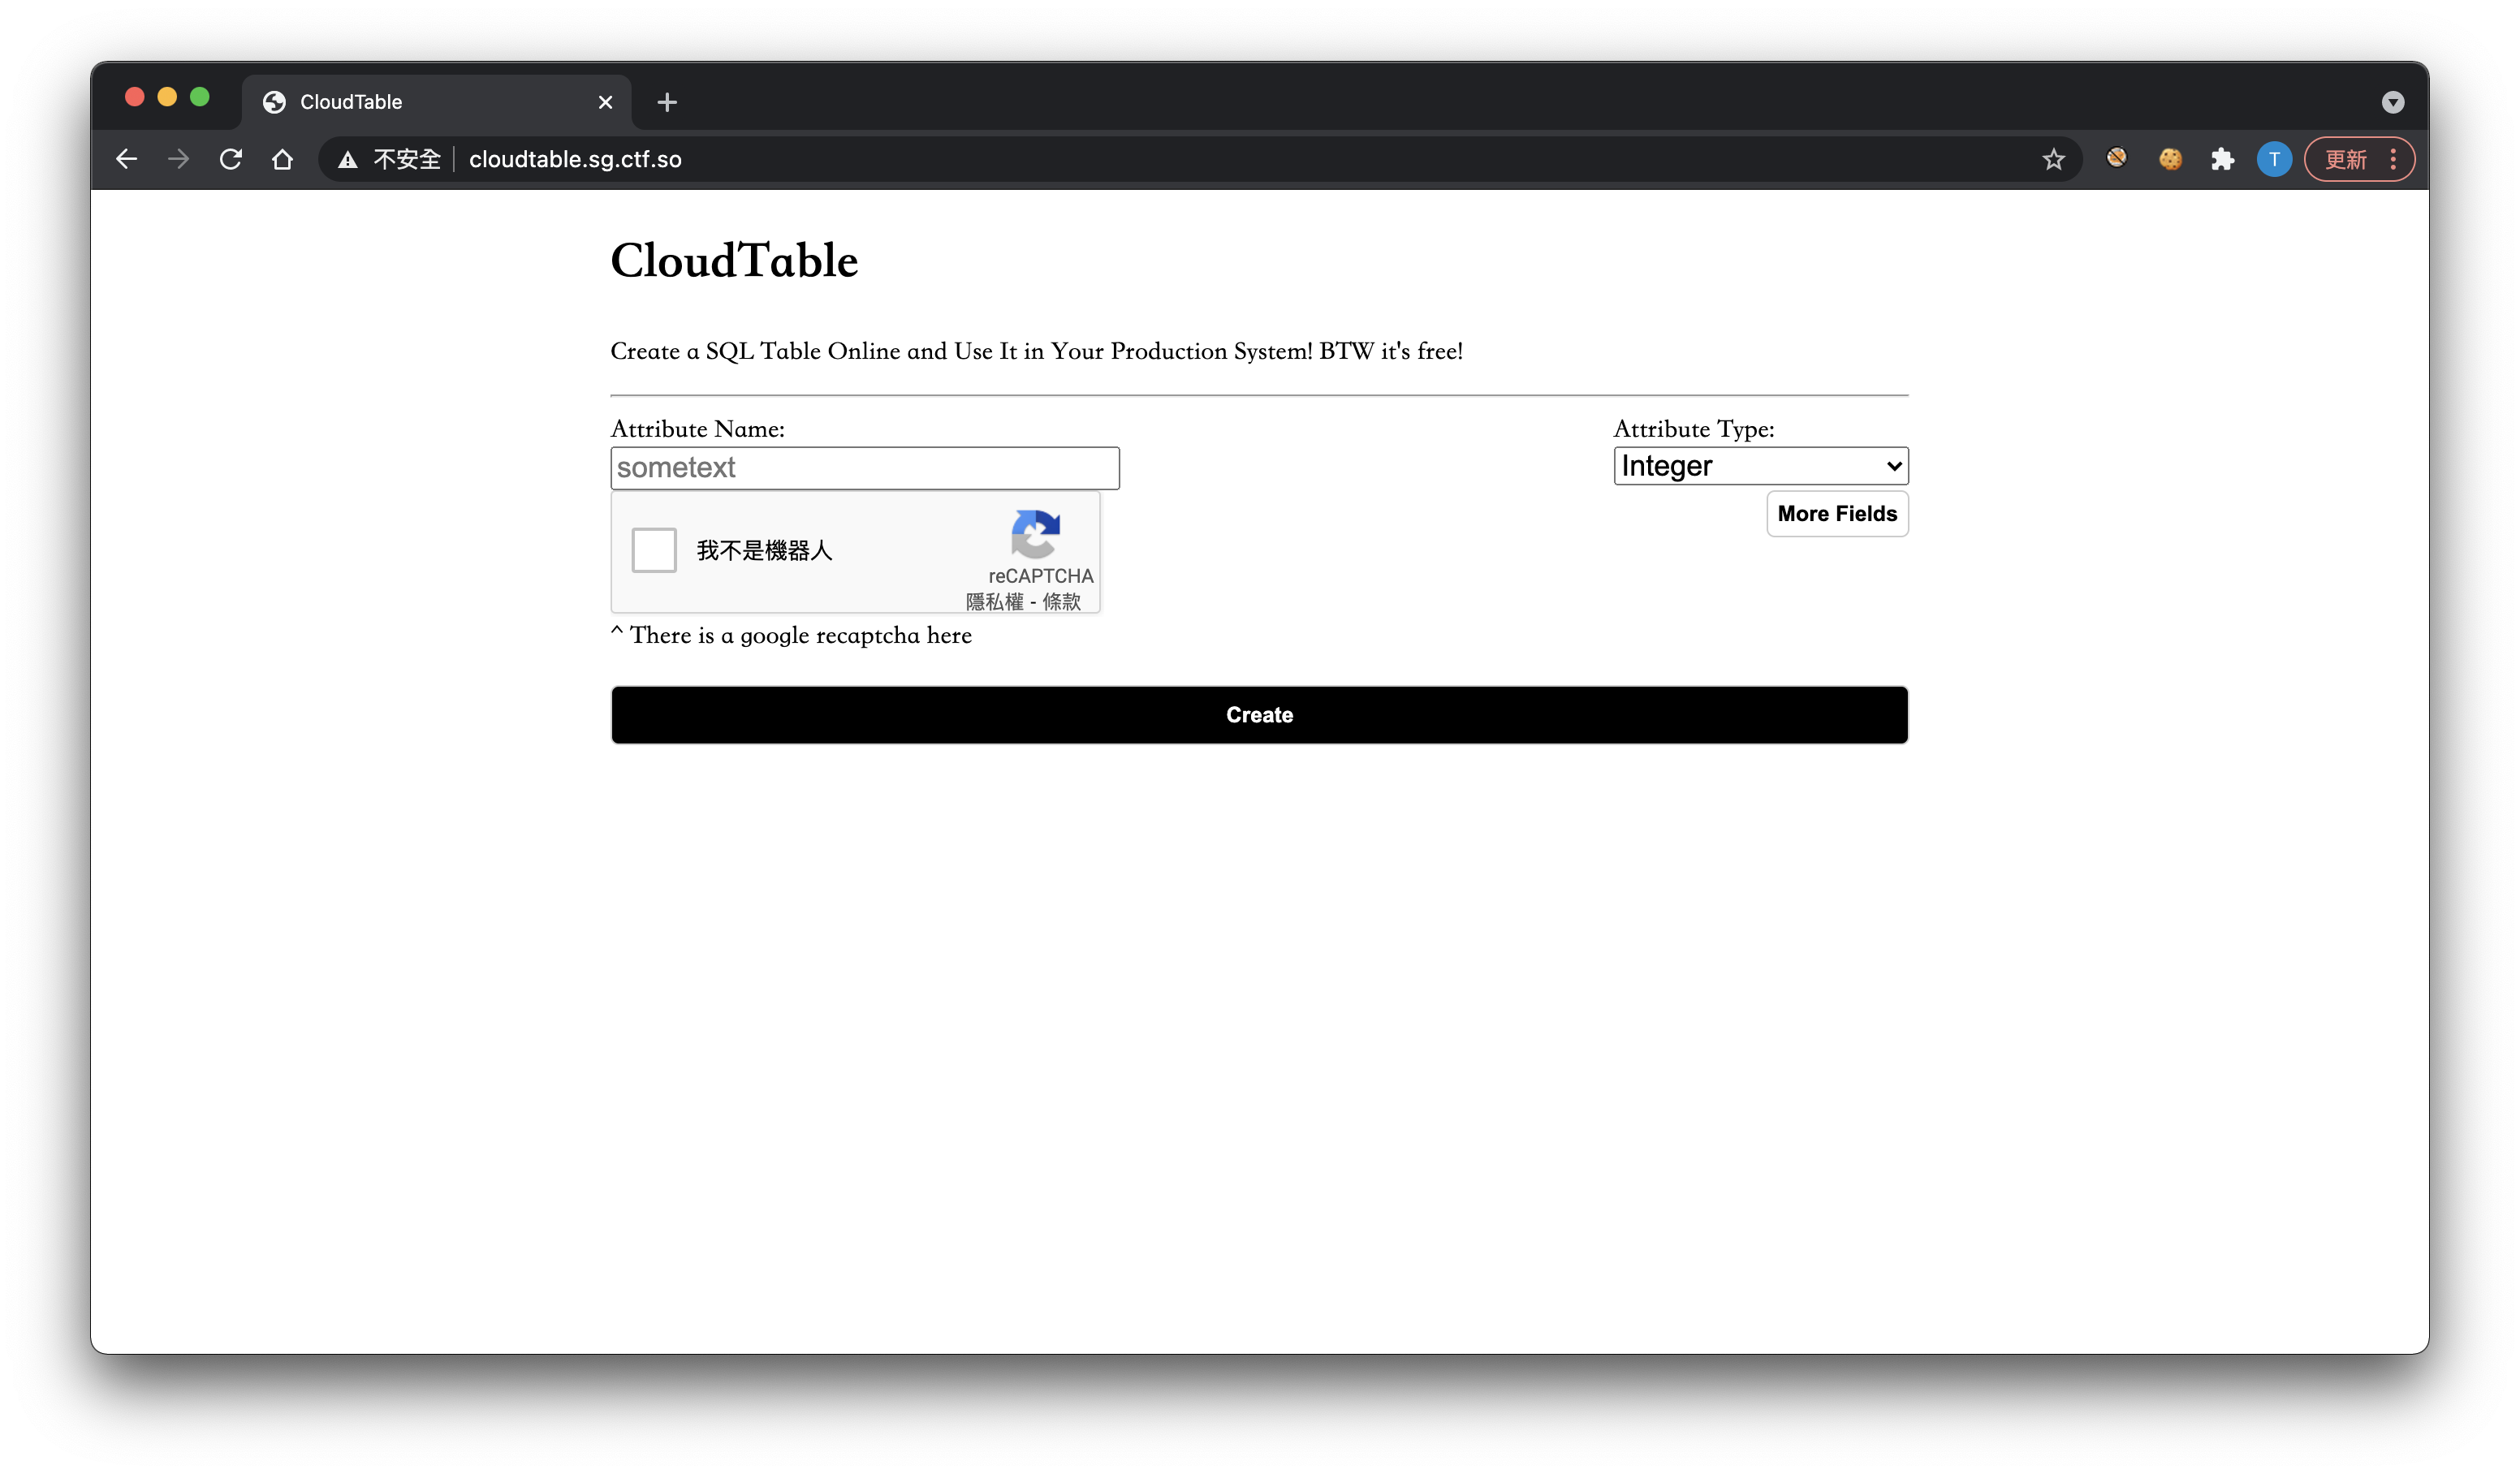 CloudTable
不安全 cloudtable.sg.ctf.so T 更新
CloudTable
Create a SQL Table Online and Use It in Your Production System! BTW it's free!
Attribute Name: Attribute Type:
sometext Integer
More Fields
我不是機器人
reCAPTCHA
隱私權 - 條款
^ There is a google recaptcha here
Create